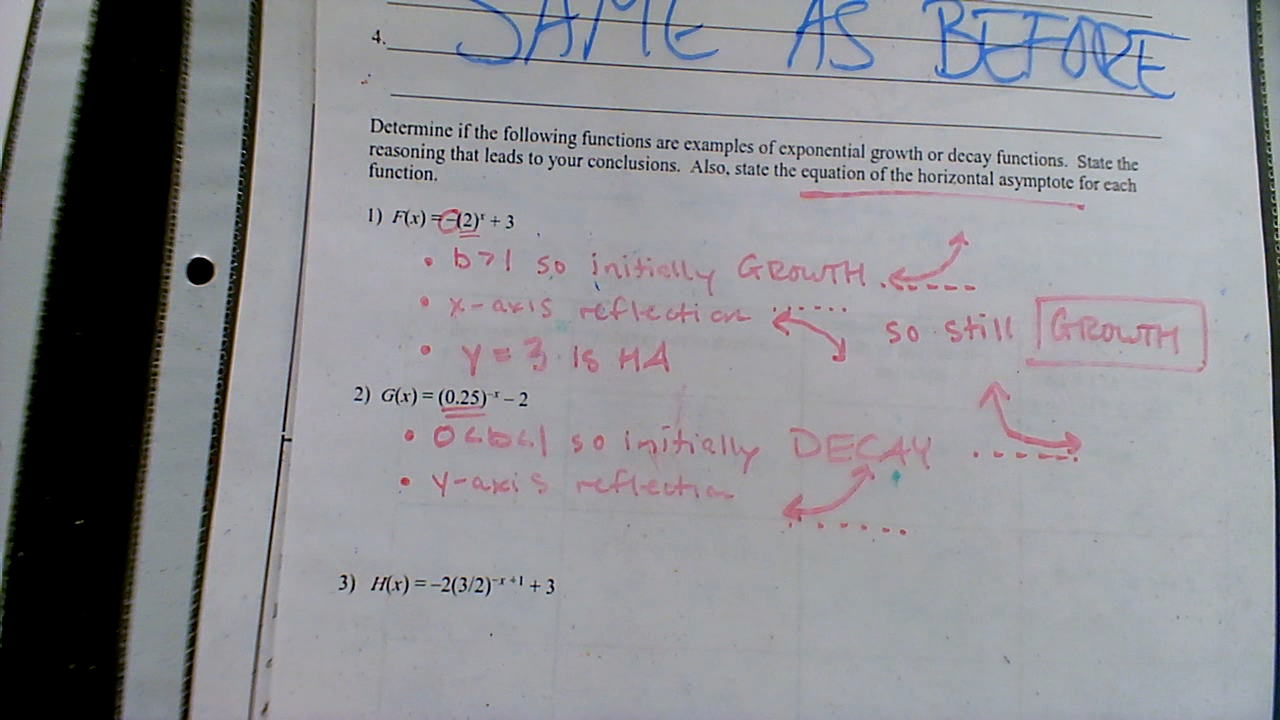 SAME AS BEFORE
4.
Determine if the following functions are examples of exponential growth or decay functions. State the
reasoning that leads to your conclusions. Also, state the equation of the horizontal asymptote for each
function.
1) F(x) = –(2)ˣ + 3
• b>1 so initially GROWTH.
• x-axis reflection so still GROWTH
• y = 3 is HA
2) G(x) = (0.25)⁻ˣ – 2
• 0<b<1 so initially DECAY
• y-axis reflection
3) H(x) = –2(3/2)⁻ˣ⁺¹ + 3